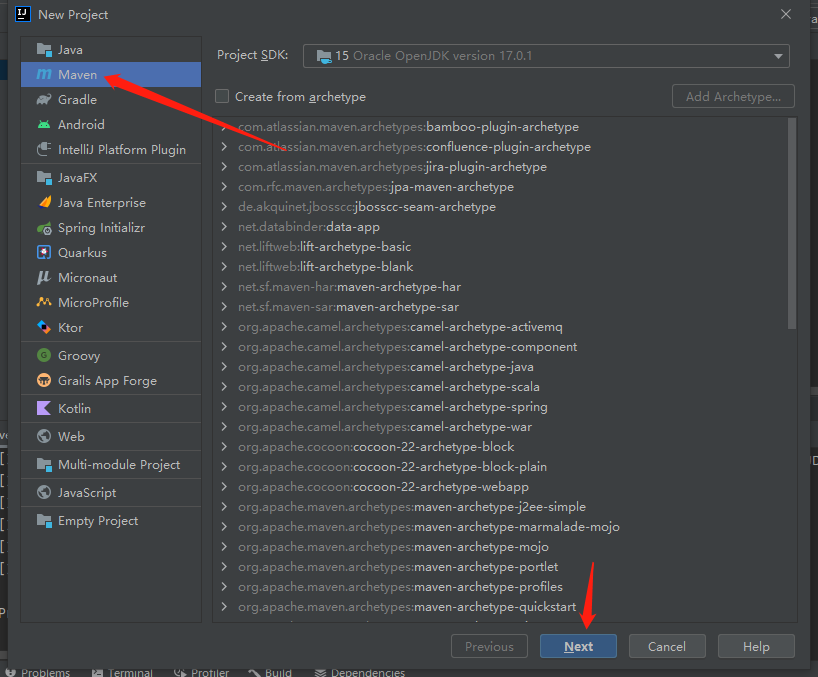 New Project
Java
Maven
Gradle
Android
IntelliJ Platform Plugin
JavaFX
Java Enterprise
Spring Initializr
Quarkus
Micronaut
MicroProfile
Ktor
Groovy
Grails App Forge
Kotlin
Web
Multi-module Project
JavaScript
Empty Project
Project SDK:
15 Oracle OpenJDK version 17.0.1
Create from archetype
Add Archetype...
com.atlassian.maven.archetypes:bamboo-plugin-archetype
com.atlassian.maven.archetypes:confluence-plugin-archetype
com.atlassian.maven.archetypes:jira-plugin-archetype
com.rfc.maven.archetypes:jpa-maven-archetype
de.akquinet.jbosscc:jbosscc-seam-archetype
net.databinder:data-app
net.liftweb:lift-archetype-basic
net.liftweb:lift-archetype-blank
net.sf.maven-har:maven-archetype-har
net.sf.maven-sar:maven-archetype-sar
org.apache.camel.archetypes:camel-archetype-activemq
org.apache.camel.archetypes:camel-archetype-component
org.apache.camel.archetypes:camel-archetype-java
org.apache.camel.archetypes:camel-archetype-scala
org.apache.camel.archetypes:camel-archetype-spring
org.apache.camel.archetypes:camel-archetype-war
org.apache.cocoon:cocoon-22-archetype-block
org.apache.cocoon:cocoon-22-archetype-block-plain
org.apache.cocoon:cocoon-22-archetype-webapp
org.apache.maven.archetypes:maven-archetype-j2ee-simple
org.apache.maven.archetypes:maven-archetype-marmalade-mojo
org.apache.maven.archetypes:maven-archetype-mojo
org.apache.maven.archetypes:maven-archetype-portlet
org.apache.maven.archetypes:maven-archetype-profiles
org.apache.maven.archetypes:maven-archetype-quickstart
Previous
Next
Cancel
Help
Problems
Terminal
Profiler
Build
Dependencies